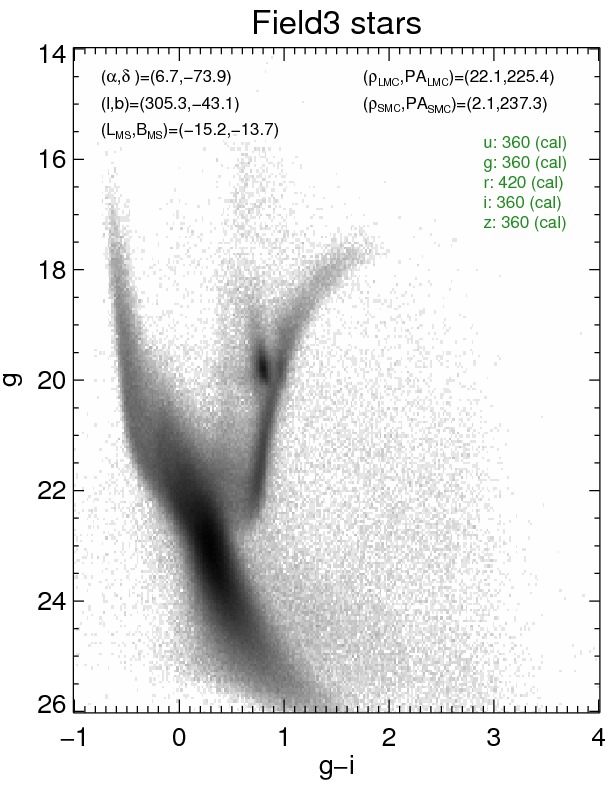 Field3 stars
(α,δ )=(6.7,−73.9)
(ρLMC,PALMC)=(22.1,225.4)
(l,b)=(305.3,−43.1)
(ρSMC,PASMC)=(2.1,237.3)
(LMS,BMS)=(−15.2,−13.7)
u: 360 (cal)
g: 360 (cal)
r: 420 (cal)
i: 360 (cal)
z: 360 (cal)
14
16
18
20
22
24
26
g
−1 0 1 2 3 4
g−i